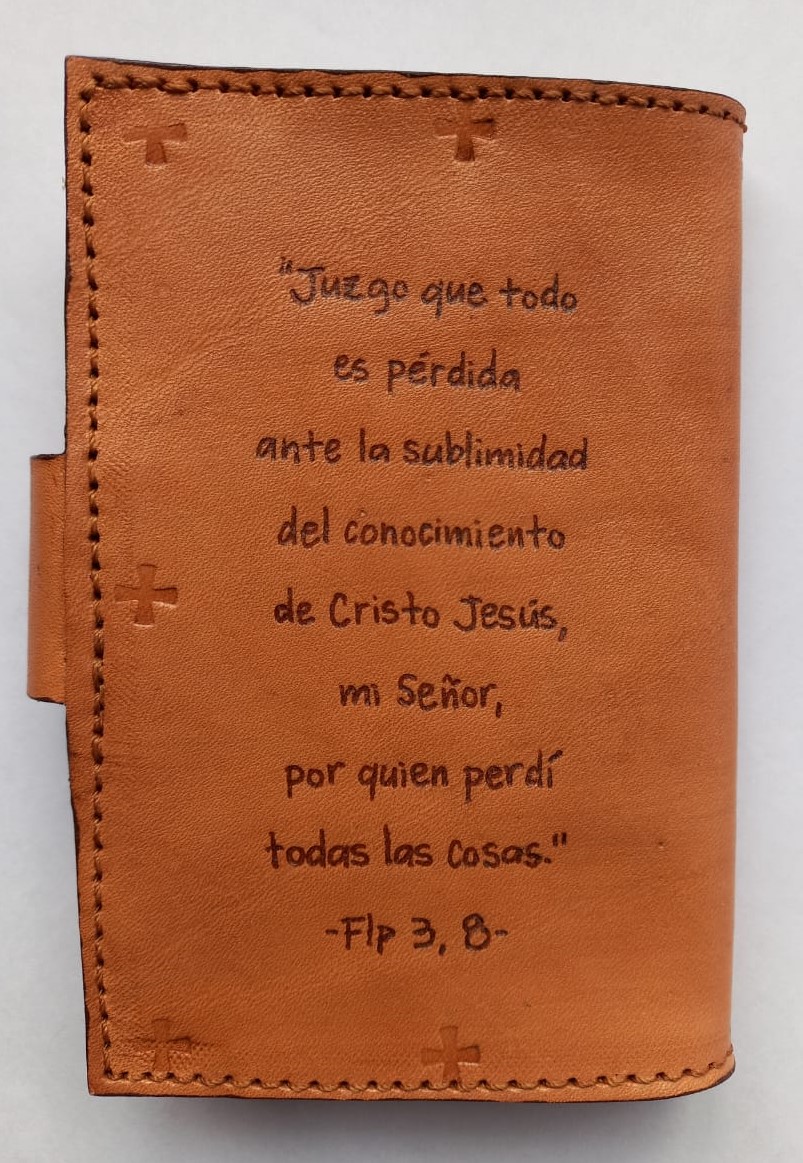 "Juzgo que todo
es pérdida
ante la sublimidad
del conocimiento
de Cristo Jesús,
mi Señor,
por quien perdí
todas las cosas."
-Flp 3, 8-